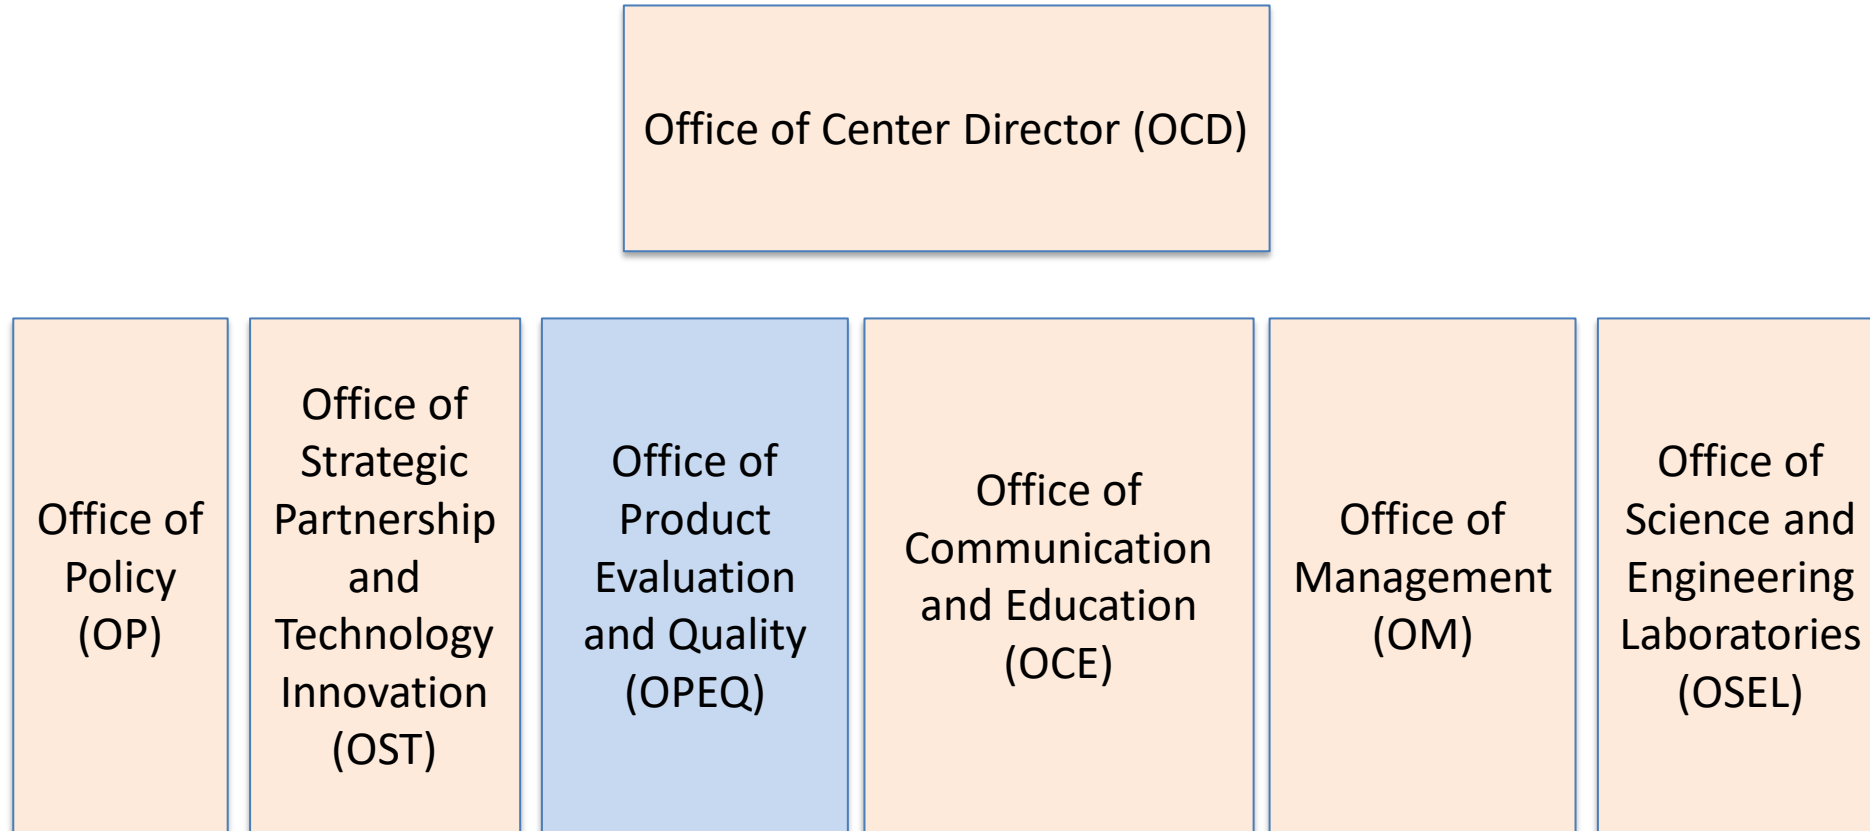 Office of Center Director (OCD)
Office of
Policy
(OP)
Office of
Strategic
Partnership
and
Technology
Innovation
(OST)
Office of
Product
Evaluation
and Quality
(OPEQ)
Office of
Communication
and Education
(OCE)
Office of
Management
(OM)
Office of
Science and
Engineering
Laboratories
(OSEL)